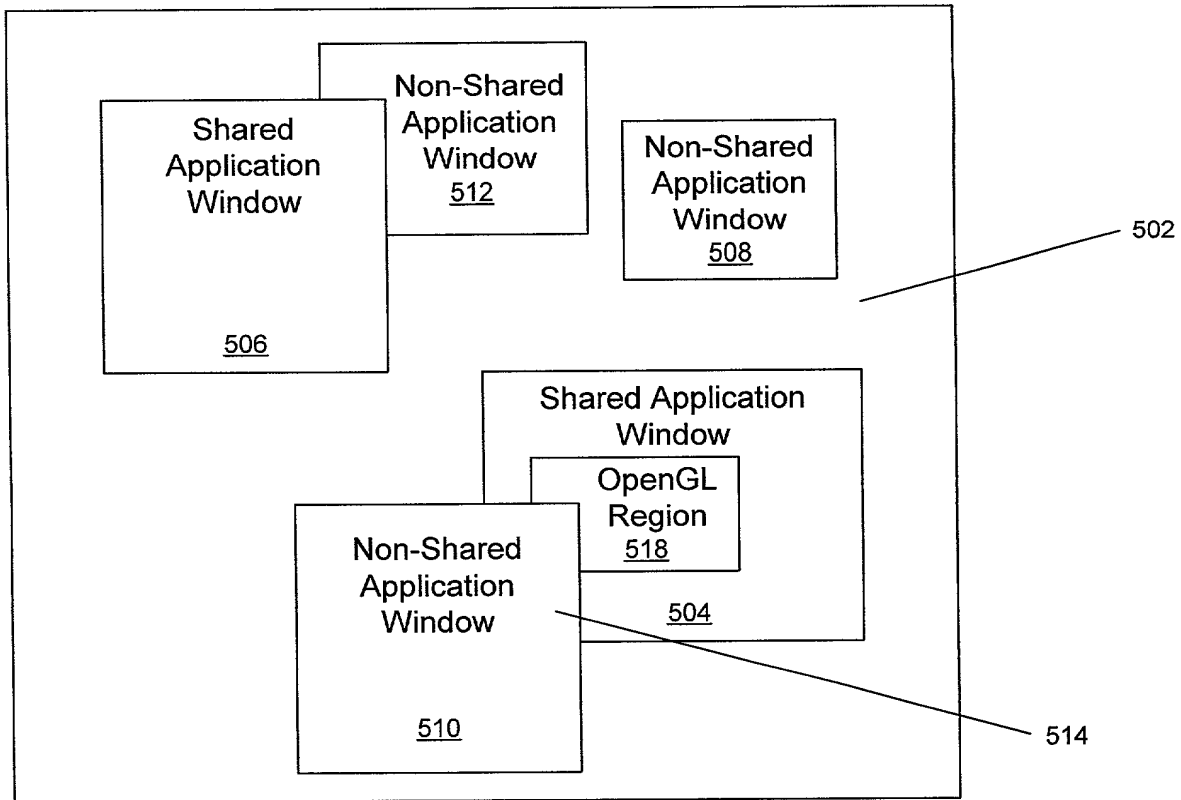 Non-Shared
Application
Window
512
Shared
Application
Window
506
Non-Shared
Application
Window
508
502
Shared Application
Window
OpenGL
Region
518
504
Non-Shared
Application
Window
510
514